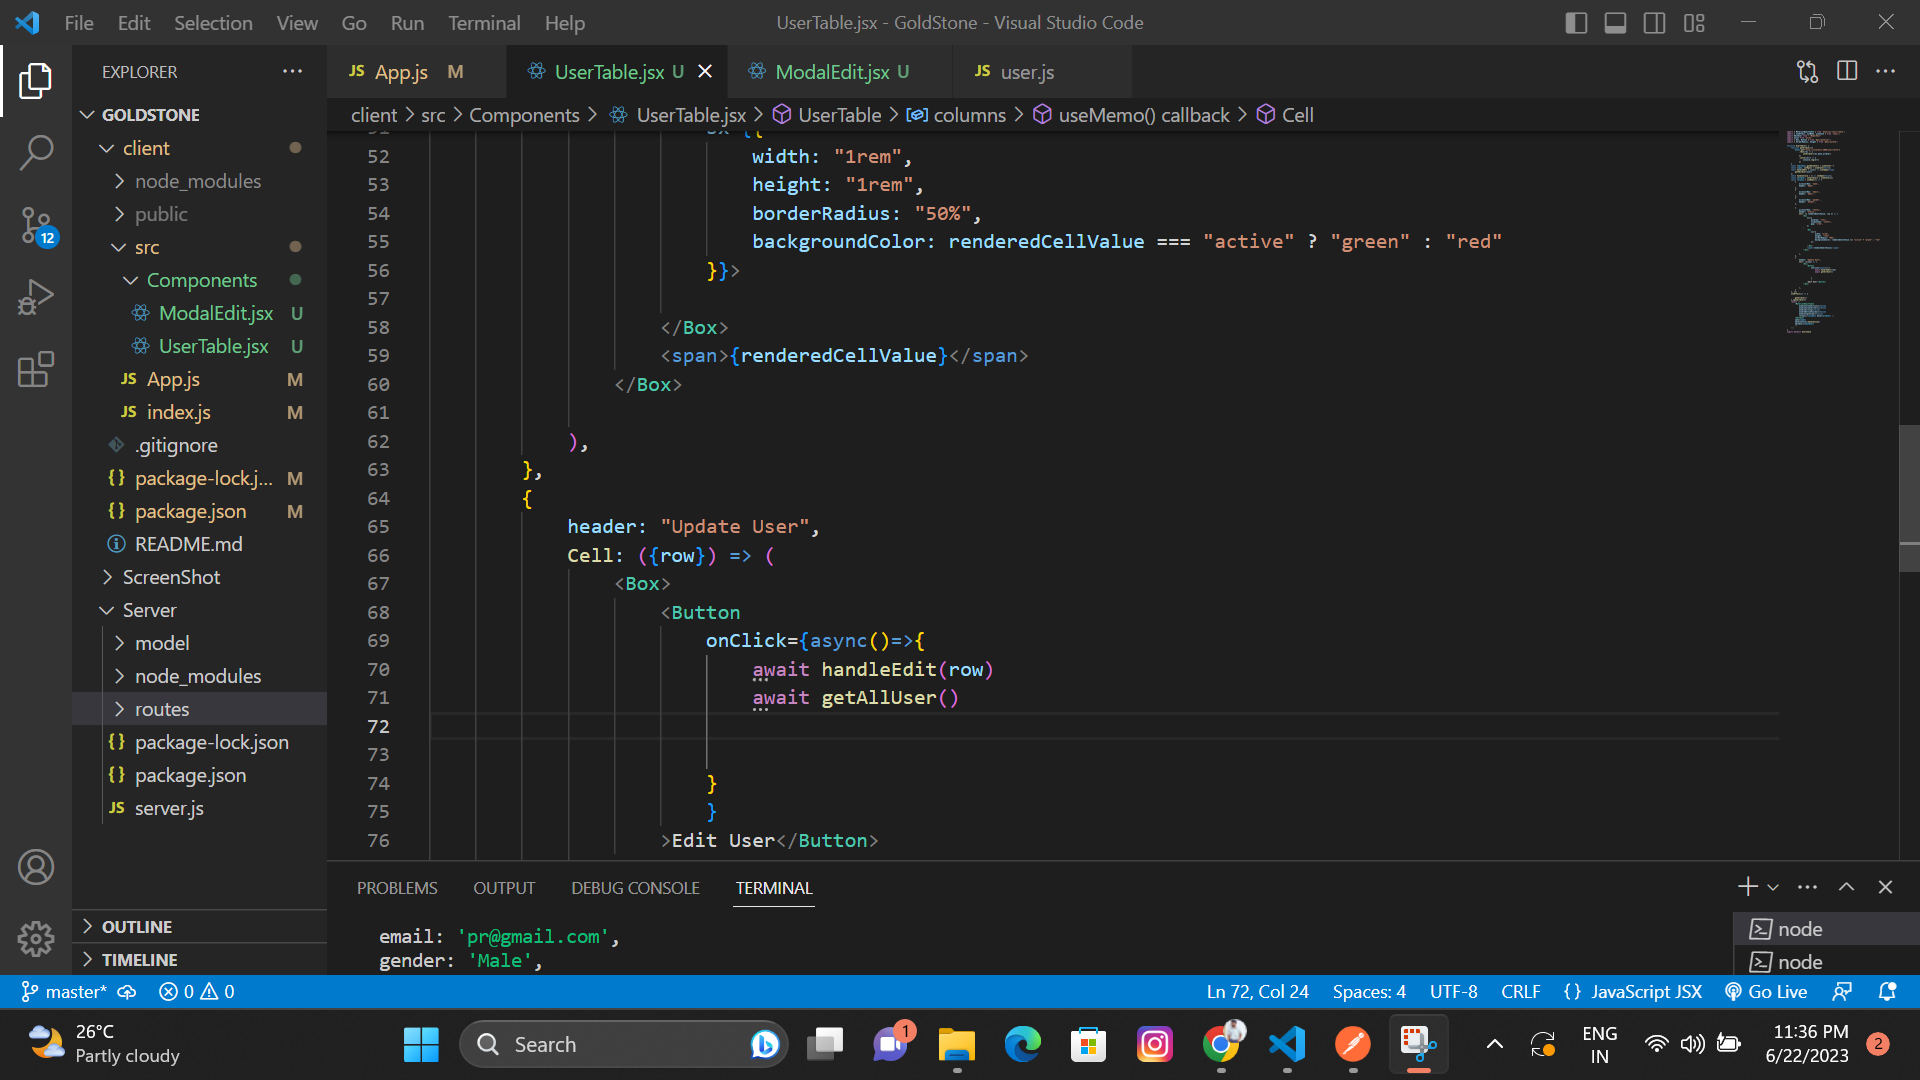 File Edit Selection View Go Run Terminal Help
UserTable.jsx - GoldStone - Visual Studio Code
EXPLORER
JS App.js M
UserTable.jsx U
ModalEdit.jsx U
JS user.js
client > src > Components > UserTable.jsx > UserTable > columns > useMemo() callback > Cell
GOLDSTONE
client
node_modules
public
src
Components
ModalEdit.jsx U
UserTable.jsx U
JS App.js M
JS index.js M
.gitignore
{} package-lock.j... M
{} package.json M
README.md
ScreenShot
Server
model
node_modules
routes
{} package-lock.json
{} package.json
JS server.js
OUTLINE
TIMELINE
12
52 width: "1rem",
53 height: "1rem",
54 borderRadius: "50%",
55 backgroundColor: renderedCellValue === "active" ? "green" : "red"
56 }}>
57
58 </Box>
59 <span>{renderedCellValue}</span>
60 </Box>
61
62 ),
63 },
64 {
65 header: "Update User",
66 Cell: ({row}) => (
67 <Box>
68 <Button
69 onClick={async()=>{
70 await handleEdit(row)
71 await getAllUser()
72
73
74 }
75 }
76 >Edit User</Button>
PROBLEMS OUTPUT DEBUG CONSOLE TERMINAL
email: 'pr@gmail.com',
gender: 'Male',
node
node
master* 0 0
Ln 72, Col 24 Spaces: 4 UTF-8 CRLF {} JavaScript JSX Go Live
26°C
Partly cloudy
Search
1
ENG
IN
11:36 PM
6/22/2023
2